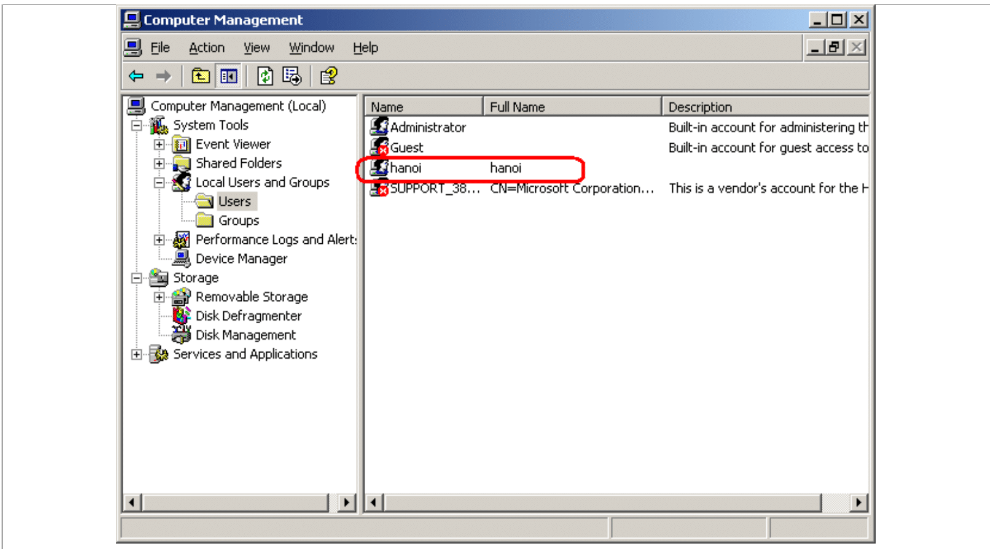 Computer Management
File Action View Window Help
Computer Management (Local)
System Tools
Event Viewer
Shared Folders
Local Users and Groups
Users
Groups
Performance Logs and Alert
Device Manager
Storage
Removable Storage
Disk Defragmenter
Disk Management
Services and Applications
Name Full Name Description
Administrator Built-in account for administering th
Guest Built-in account for guest access to
hanoi hanoi
SUPPORT_38... CN=Microsoft Corporation... This is a vendor's account for the H